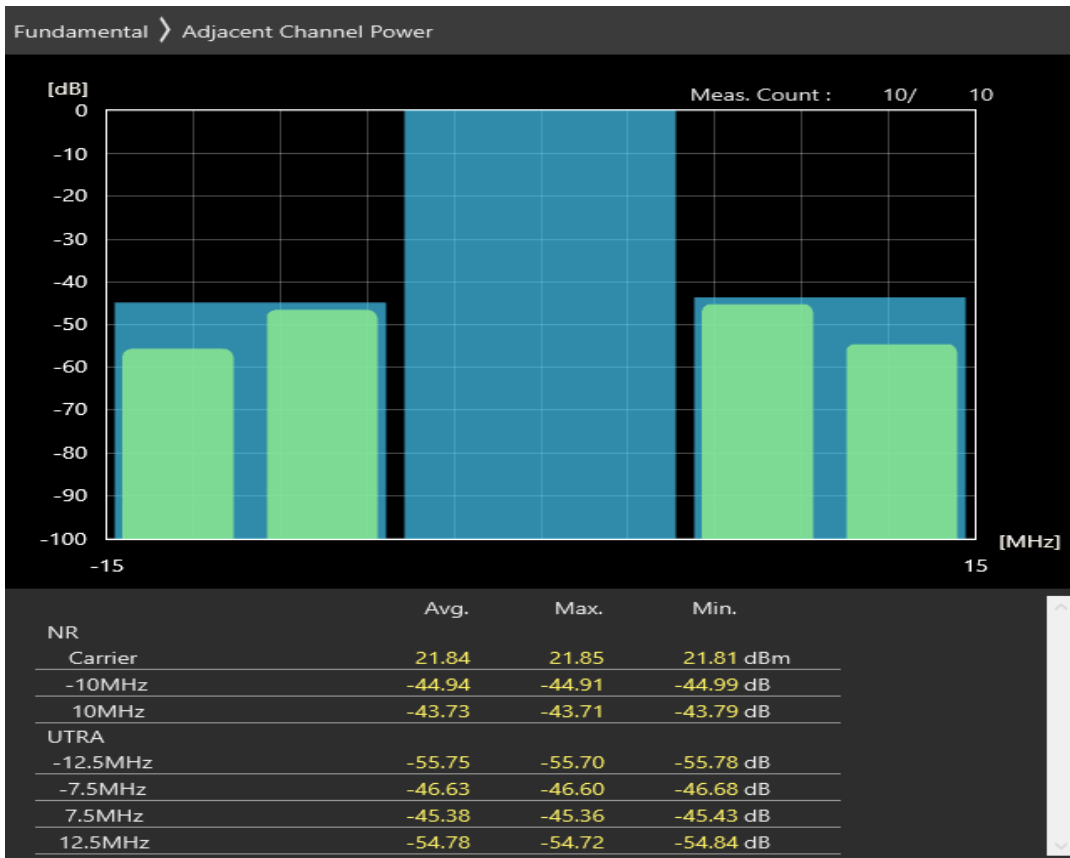 Fundamental 》 Adjacent Channel Power
[dB]
Meas. Count : 10/ 10
0
-10
-20
-30
-40
-50
-60
-70
-80
-90
-100
[MHz]
-15 15
Avg. Max. Min.
NR
Carrier 21.84 21.85 21.81 dBm
-10MHz -44.94 -44.91 -44.99 dB
10MHz -43.73 -43.71 -43.79 dB
UTRA
-12.5MHz -55.75 -55.70 -55.78 dB
-7.5MHz -46.63 -46.60 -46.68 dB
7.5MHz -45.38 -45.36 -45.43 dB
12.5MHz -54.78 -54.72 -54.84 dB